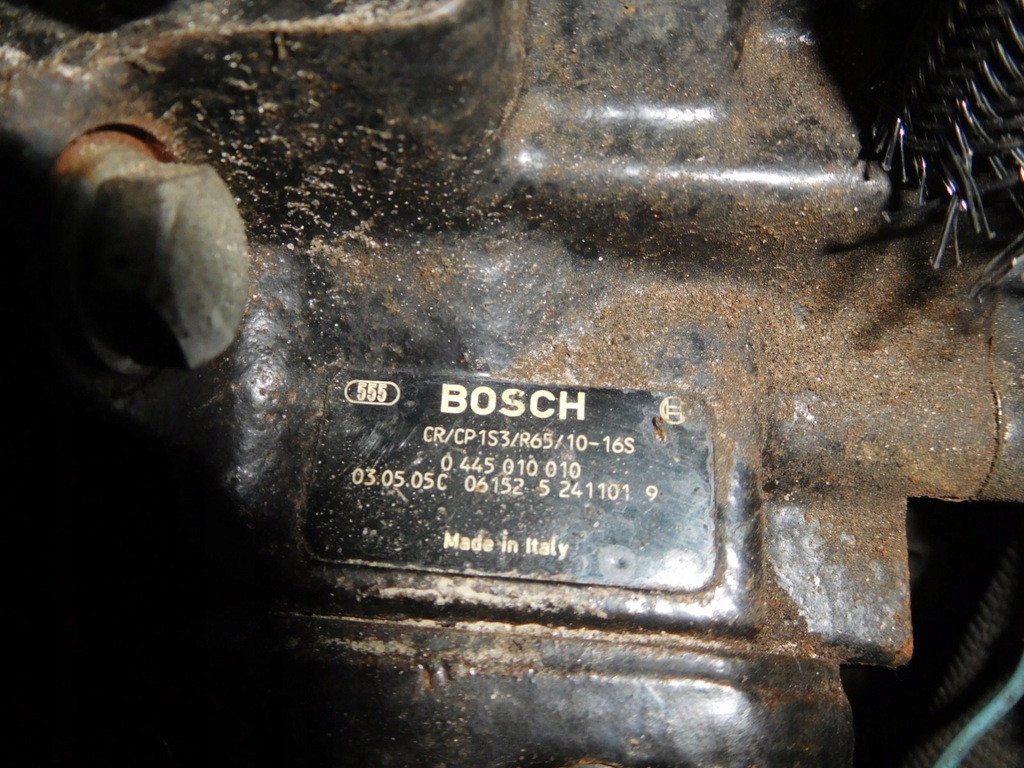 555 BOSCH
CR/CP1S3/R65/10-16S
0 445 010 010
03.05.05C 06152 5 241101 9
Made in Italy